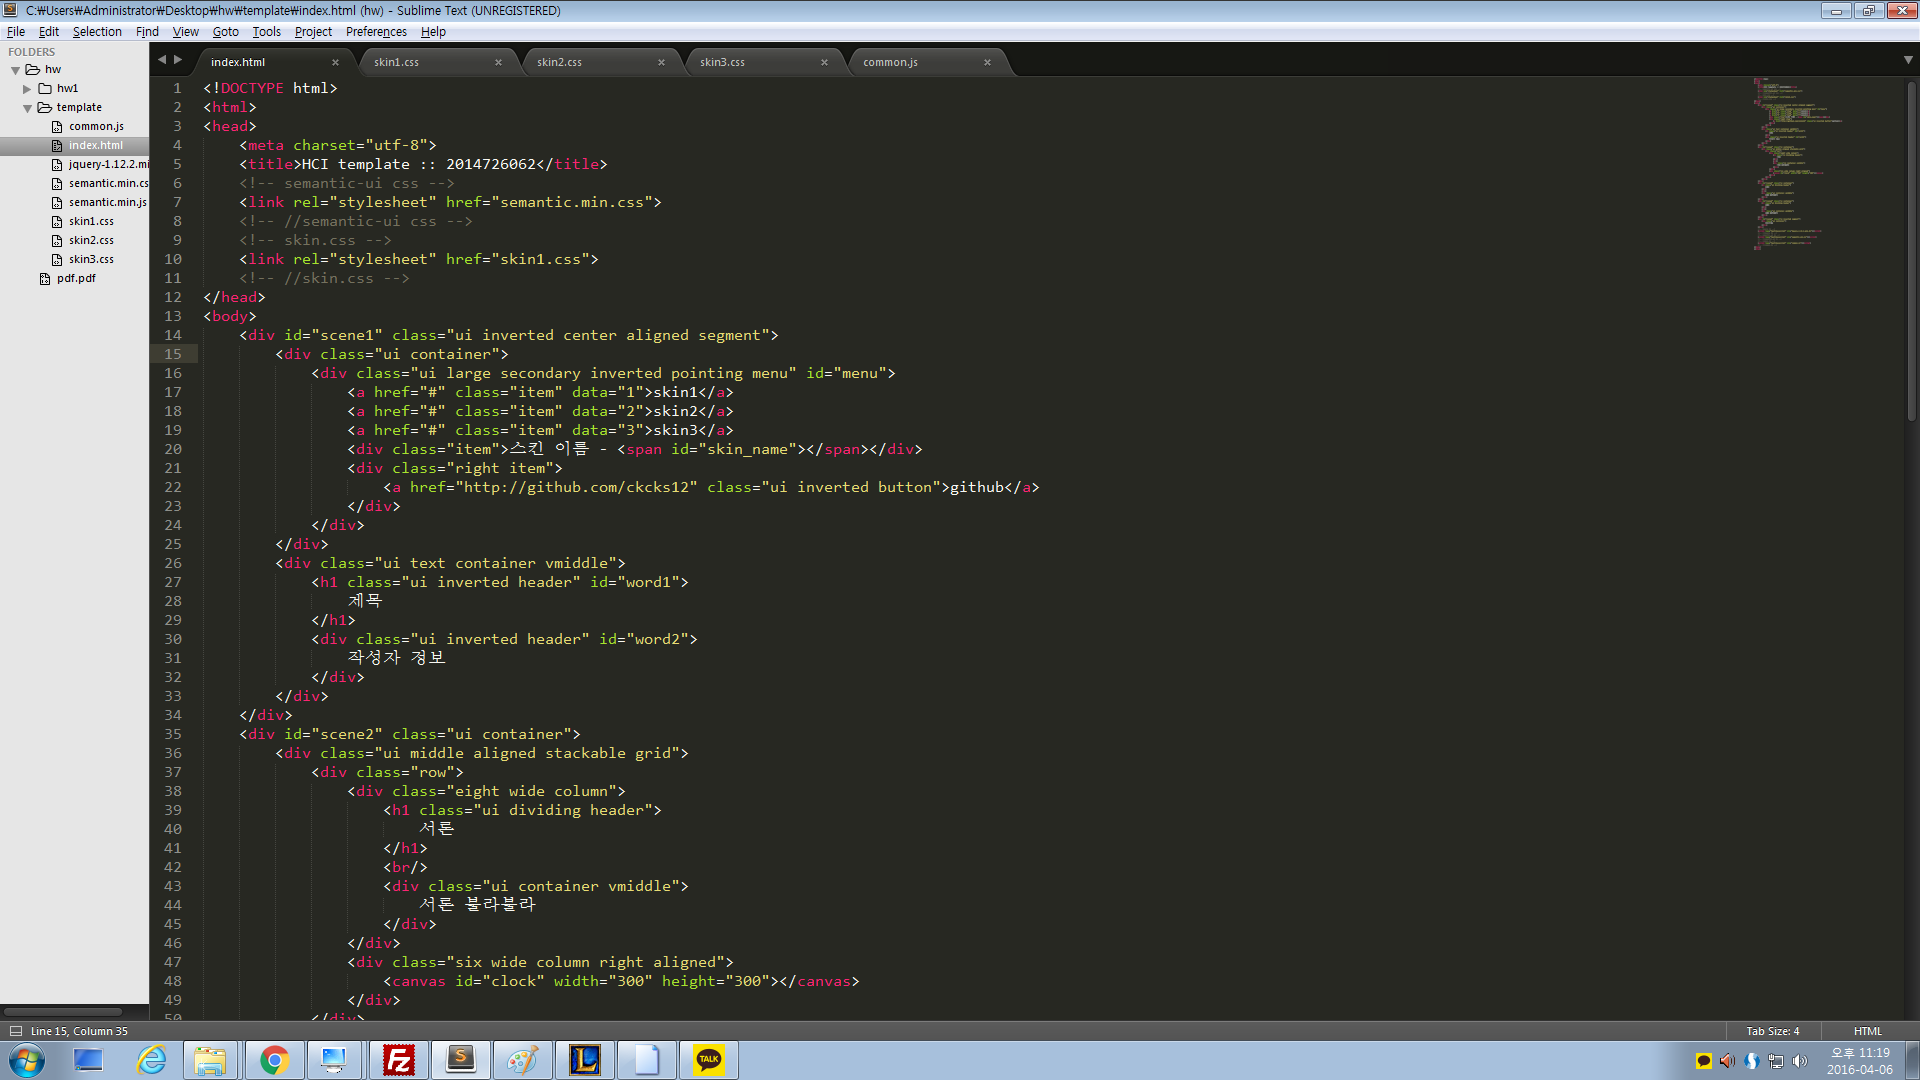 C:₩Users₩Administrator₩Desktop₩hw₩template₩index.html (hw) - Sublime Text (UNREGISTERED)
File Edit Selection Find View Goto Tools Project Preferences Help
FOLDERS
hw
hw1
template
common.js
index.html
jquery-1.12.2.mi
semantic.min.cs
semantic.min.js
skin1.css
skin2.css
skin3.css
pdf.pdf
index.html × skin1.css × skin2.css × skin3.css × common.js ×
1 <!DOCTYPE html>
2 <html>
3 <head>
4 <meta charset="utf-8">
5 <title>HCI template :: 2014726062</title>
6 <!-- semantic-ui css -->
7 <link rel="stylesheet" href="semantic.min.css">
8 <!-- //semantic-ui css -->
9 <!-- skin.css -->
10 <link rel="stylesheet" href="skin1.css">
11 <!-- //skin.css -->
12 </head>
13 <body>
14 <div id="scene1" class="ui inverted center aligned segment">
15 <div class="ui container">
16 <div class="ui large secondary inverted pointing menu" id="menu">
17 <a href="#" class="item" data="1">skin1</a>
18 <a href="#" class="item" data="2">skin2</a>
19 <a href="#" class="item" data="3">skin3</a>
20 <div class="item">스킨 이름 - <span id="skin_name"></span></div>
21 <div class="right item">
22 <a href="http://github.com/ckcks12" class="ui inverted button">github</a>
23 </div>
24 </div>
25 </div>
26 <div class="ui text container vmiddle">
27 <h1 class="ui inverted header" id="word1">
28 제목
29 </h1>
30 <div class="ui inverted header" id="word2">
31 작성자 정보
32 </div>
33 </div>
34 </div>
35 <div id="scene2" class="ui container">
36 <div class="ui middle aligned stackable grid">
37 <div class="row">
38 <div class="eight wide column">
39 <h1 class="ui dividing header">
40 서론
41 </h1>
42 <br/>
43 <div class="ui container vmiddle">
44 서론 블라블라
45 </div>
46 </div>
47 <div class="six wide column right aligned">
48 <canvas id="clock" width="300" height="300"></canvas>
49 </div>
50 </div>
Line 15, Column 35 Tab Size: 4 HTML
S
L
TALK
오후 11:19
2016-04-06